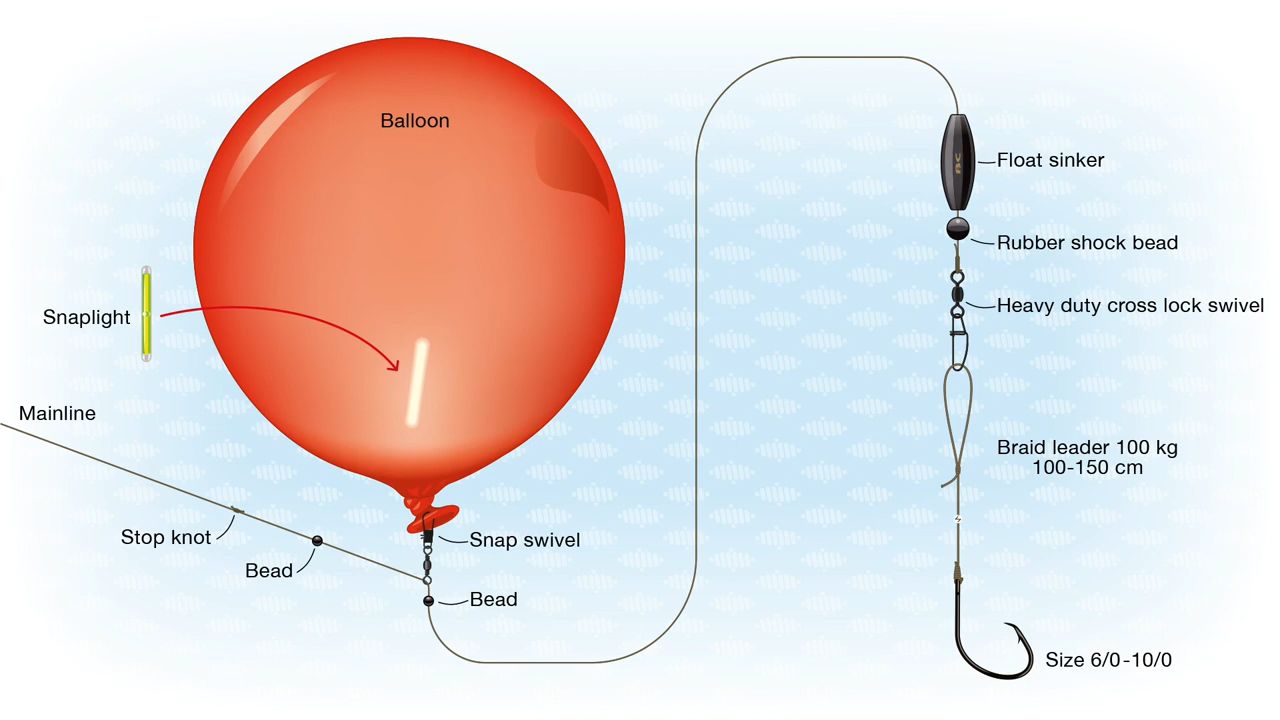 Balloon
Snaplight
Mainline
Stop knot
Bead
Snap swivel
Bead
BC
Float sinker
Rubber shock bead
Heavy duty cross lock swivel
Braid leader 100 kg
100-150 cm
Size 6/0-10/0